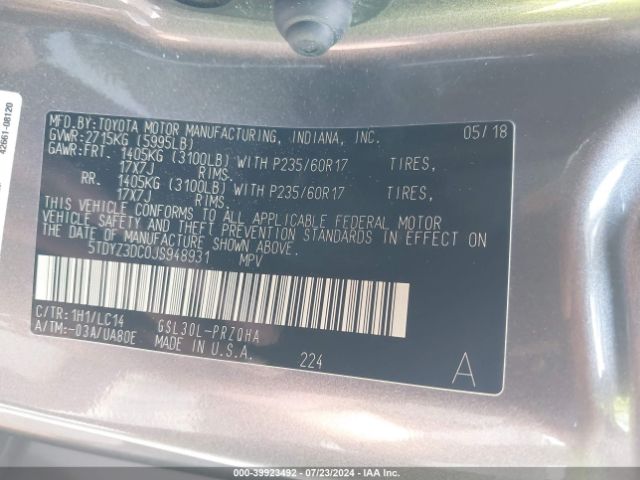 42661-08120
MFD.BY:TOYOTA MOTOR MANUFACTURING, INDIANA, INC. 05/18
GVWR:2715KG (5995LB)
GAWR:FRT. 1405KG (3100LB) WITH P235/60R17 TIRES,
17X7J RIMS.
RR. 1405KG (3100LB) WITH P235/60R17 TIRES,
17X7J RIMS.
THIS VEHICLE CONFORMS TO ALL APPLICABLE FEDERAL MOTOR
VEHICLE SAFETY AND THEFT PREVENTION STANDARDS IN EFFECT ON
THE DATE OF MANUFACTURE SHOWN ABOVE.
5TDYZ3DC0JS948931 MPV
C/TR:1H1/LC14 GSL30L-PRZQHA
A/TM:-03A/UA80E MADE IN U.S.A.
224 A
000-39923492 - 07/23/2024 - IAA Inc.